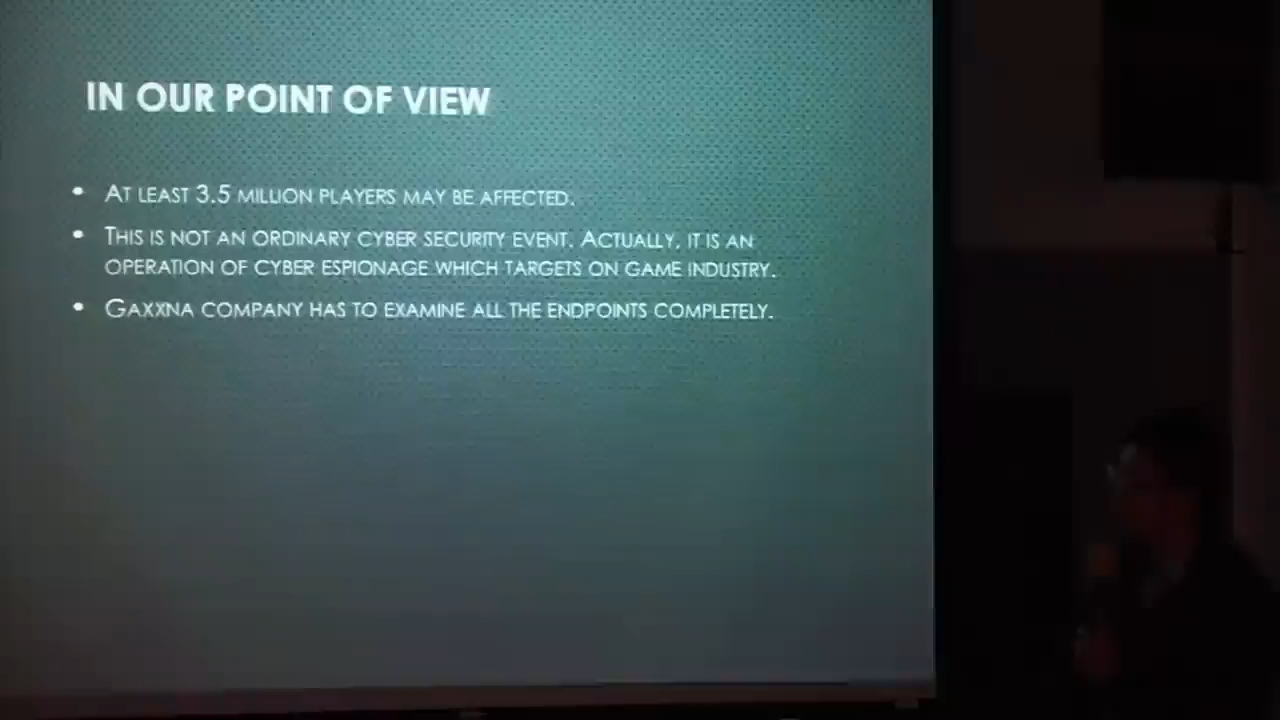 IN OUR POINT OF VIEW
• AT LEAST 3.5 MILLION PLAYERS MAY BE AFFECTED.
• THIS IS NOT AN ORDINARY CYBER SECURITY EVENT. ACTUALLY, IT IS AN
OPERATION OF CYBER ESPIONAGE WHICH TARGETS ON GAME INDUSTRY.
• GAXXNA COMPANY HAS TO EXAMINE ALL THE ENDPOINTS COMPLETELY.